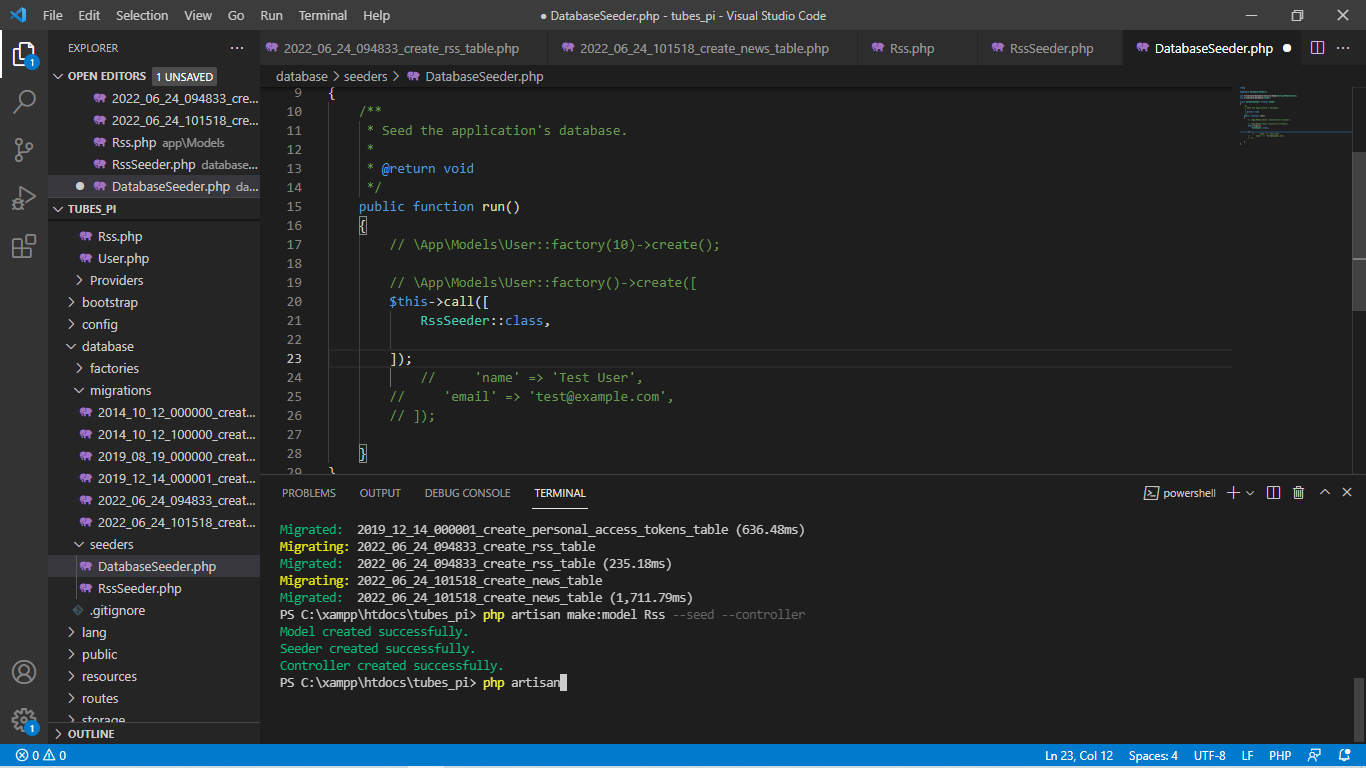 File Edit Selection View Go Run Terminal Help
● DatabaseSeeder.php - tubes_pi - Visual Studio Code
EXPLORER
OPEN EDITORS 1 UNSAVED
2022_06_24_094833_cre...
2022_06_24_101518_cre...
Rss.php app\Models
RssSeeder.php database...
DatabaseSeeder.php da...
TUBES_PI
Rss.php
User.php
Providers
bootstrap
config
database
factories
migrations
2014_10_12_000000_creat...
2014_10_12_100000_creat...
2019_08_19_000000_creat...
2019_12_14_000001_creat...
2022_06_24_094833_creat...
2022_06_24_101518_creat...
seeders
DatabaseSeeder.php
RssSeeder.php
.gitignore
lang
public
resources
routes
storage
OUTLINE
2022_06_24_094833_create_rss_table.php
2022_06_24_101518_create_news_table.php
Rss.php
RssSeeder.php
DatabaseSeeder.php
database > seeders > DatabaseSeeder.php
9 {
10 /**
11 * Seed the application's database.
12 *
13 * @return void
14 */
15 public function run()
16 {
17 // \App\Models\User::factory(10)->create();
18
19 // \App\Models\User::factory()->create([
20 $this->call([
21 RssSeeder::class,
22
23 ]);
24 // 'name' => 'Test User',
25 // 'email' => 'test@example.com',
26 // ]);
27
28 }
29 }
PROBLEMS OUTPUT DEBUG CONSOLE TERMINAL
powershell
Migrated: 2019_12_14_000001_create_personal_access_tokens_table (636.48ms)
Migrating: 2022_06_24_094833_create_rss_table
Migrated: 2022_06_24_094833_create_rss_table (235.18ms)
Migrating: 2022_06_24_101518_create_news_table
Migrated: 2022_06_24_101518_create_news_table (1,711.79ms)
PS C:\xampp\htdocs\tubes_pi> php artisan make:model Rss --seed --controller
Model created successfully.
Seeder created successfully.
Controller created successfully.
PS C:\xampp\htdocs\tubes_pi> php artisan
0 0
Ln 23, Col 12 Spaces: 4 UTF-8 LF PHP